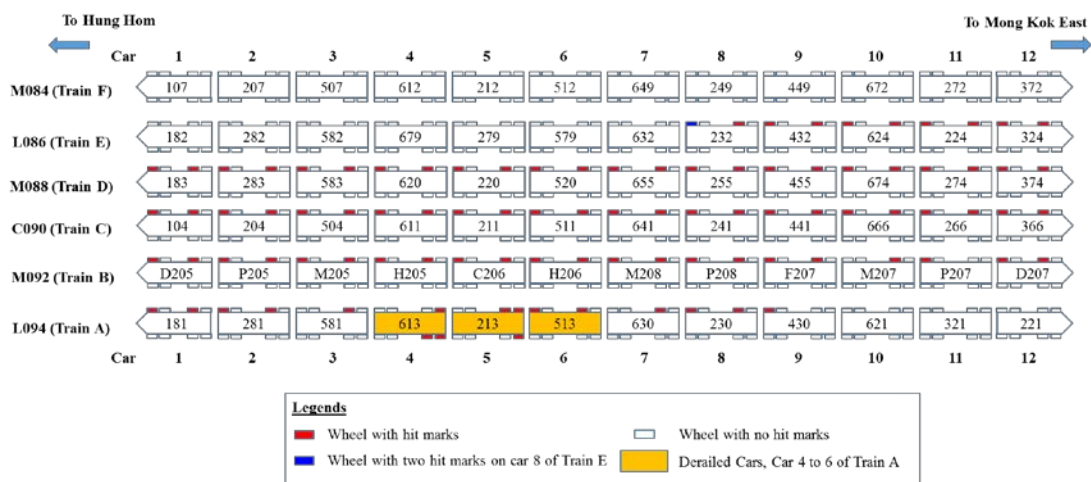 To Hung Hom
To Mong Kok East
Car 1 2 3 4 5 6 7 8 9 10 11 12
M084 (Train F) 107 207 507 612 212 512 649 249 449 672 272 372
L086 (Train E) 182 282 582 679 279 579 632 232 432 624 224 324
M088 (Train D) 183 283 583 620 220 520 655 255 455 674 274 374
C090 (Train C) 104 204 504 611 211 511 641 241 441 666 266 366
M092 (Train B) D205 P205 M205 H205 C206 H206 M208 P208 F207 M207 P207 D207
L094 (Train A) 181 281 581 613 213 513 630 230 430 621 321 221
Car 1 2 3 4 5 6 7 8 9 10 11 12
Legends
Wheel with hit marks
Wheel with no hit marks
Wheel with two hit marks on car 8 of Train E
Derailed Cars, Car 4 to 6 of Train A